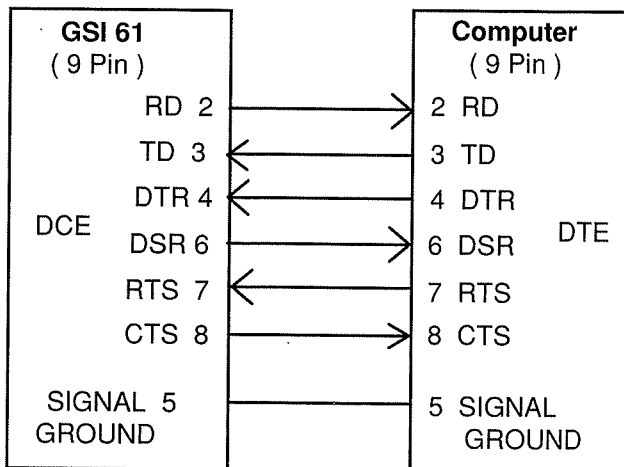 GSI 61 Computer
( 9 Pin ) ( 9 Pin )
RD 2 2 RD
TD 3 3 TD
DTR 4 4 DTR
DCE DTE
DSR 6 6 DSR
RTS 7 7 RTS
CTS 8 8 CTS
SIGNAL 5 5 SIGNAL
GROUND GROUND